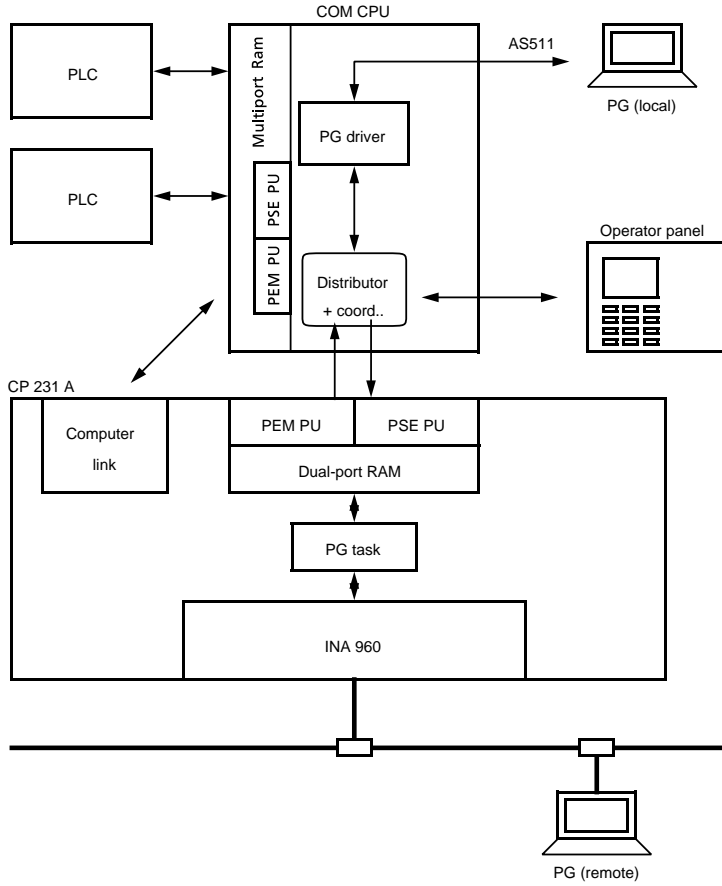 COM CPU
AS511
PLC
Multiport Ram
PG driver
PG (local)
PLC
PSE PU
PEM PU
Operator panel
Distributor
+ coord..
CP 231 A
Computer
link
PEM PU
PSE PU
Dual-port RAM
PG task
INA 960
PG (remote)